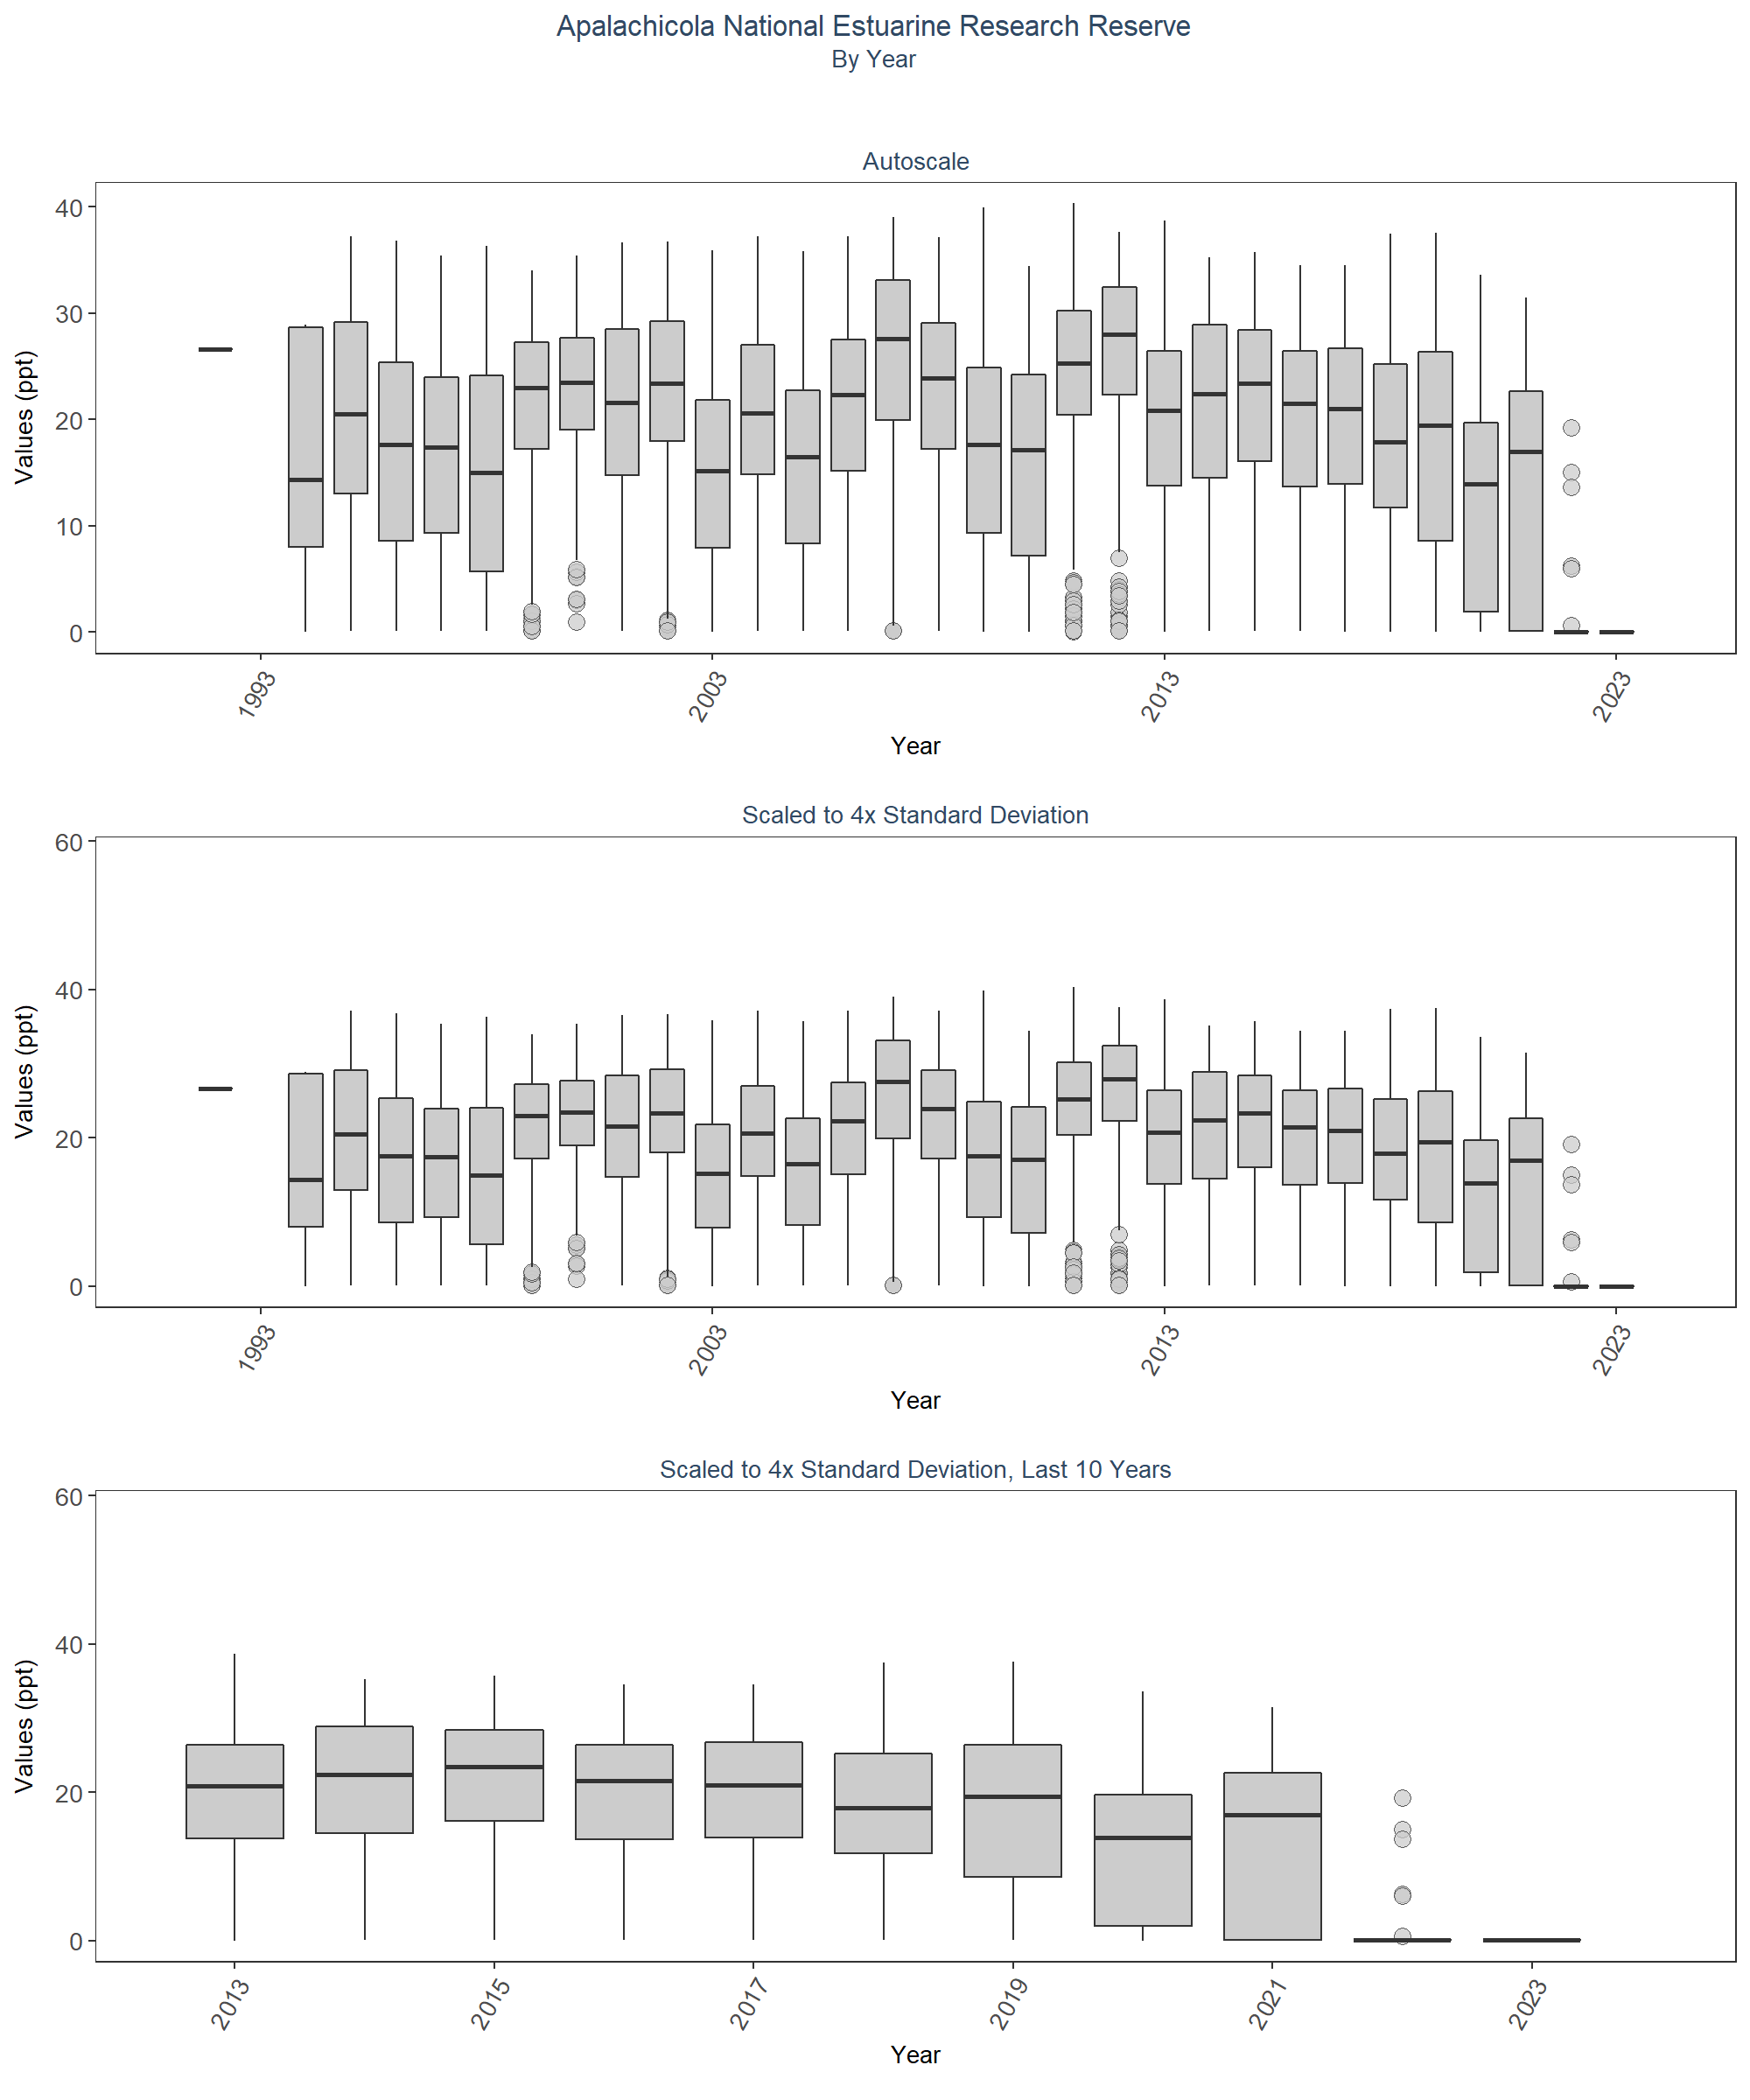 Apalachicola National Estuarine Research Reserve
By Year
Autoscale
Values (ppt)
40
30
20
10
0
1993
2003
2013
2023
Year
Scaled to 4x Standard Deviation
Values (ppt)
60
40
20
0
1993
2003
2013
2023
Year
Scaled to 4x Standard Deviation, Last 10 Years
Values (ppt)
60
40
20
0
2013
2015
2017
2019
2021
2023
Year